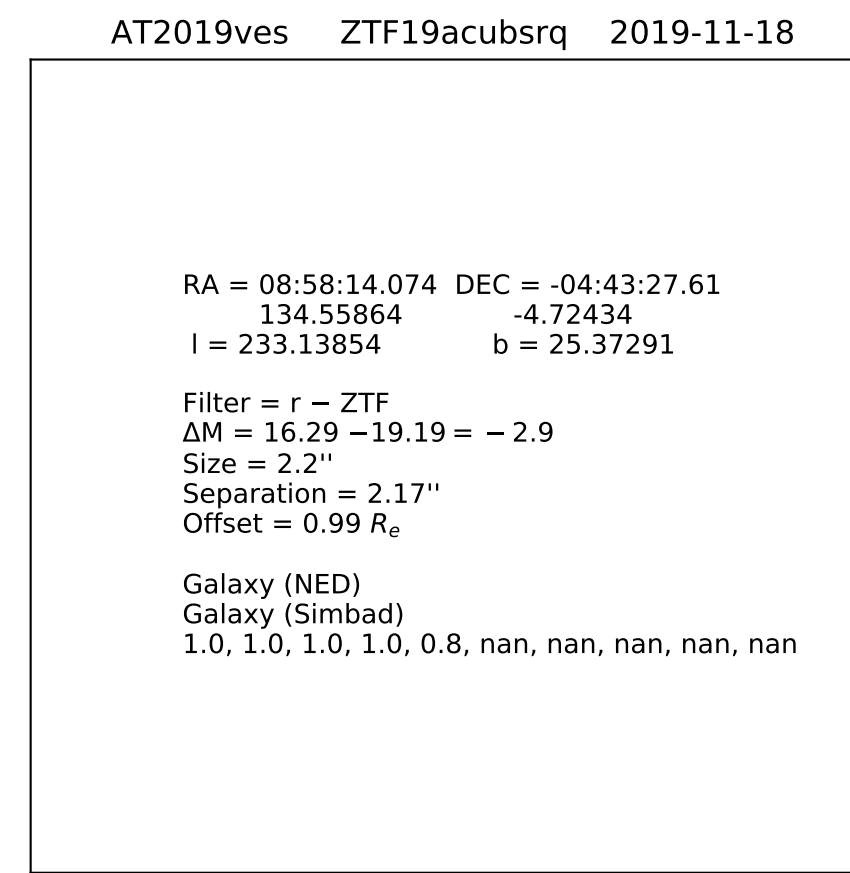 AT2019ves ZTF19acubsrq 2019-11-18
RA = 08:58:14.074 DEC = -04:43:27.61
134.55864 -4.72434
l = 233.13854 b = 25.37291
Filter = r − ZTF
ΔM = 16.29 −19.19 = − 2.9
Size = 2.2''
Separation = 2.17''
Offset = 0.99 Rₑ
Galaxy (NED)
Galaxy (Simbad)
1.0, 1.0, 1.0, 1.0, 0.8, nan, nan, nan, nan, nan